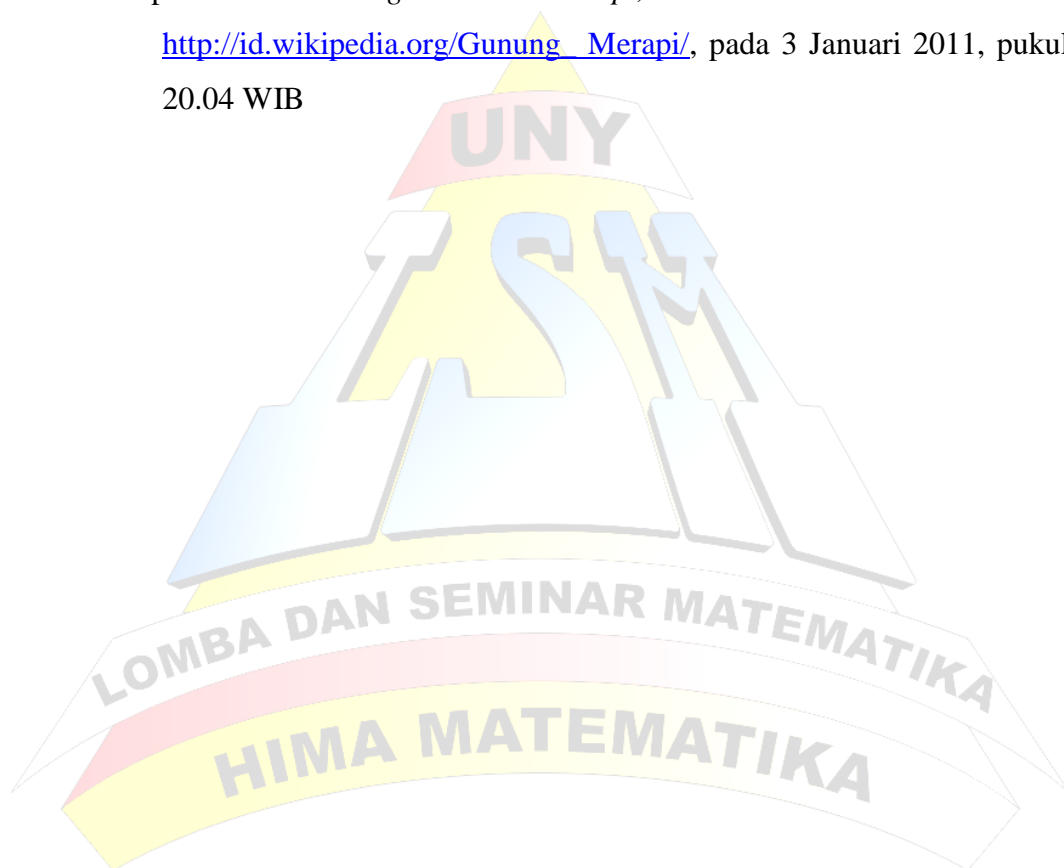 http://id.wikipedia.org/Gunung_ Merapi/, pada 3 Januari 2011, pukul
20.04 WIB
UNY
LSM
LOMBA DAN SEMINAR MATEMATIKA
HIMA MATEMATIKA